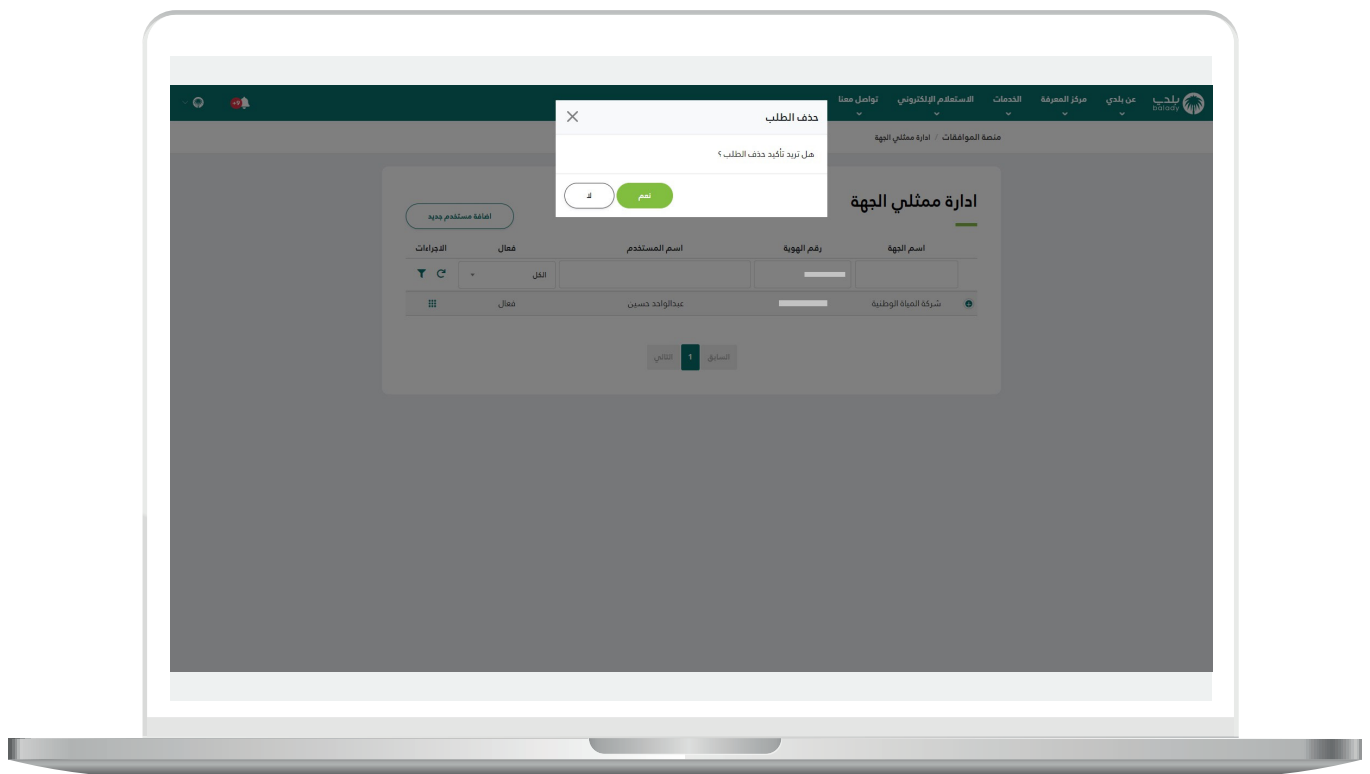 بلدي
balady
عن بلدي
مركز المعرفة
الخدمات
الاستعلام الإلكتروني
تواصل معنا
9+
منصة الموافقات / ادارة ممثلي الجهة
حذف الطلب
هل تريد تأكيد حذف الطلب ؟
نعم
لا
ادارة ممثلي الجهة
اضافة مستخدم جديد
اسم الجهة رقم الهوية اسم المستخدم فعال الاجراءات
الكل
شركة المياة الوطنية عبدالواحد حسين فعال
السابق 1 التالي